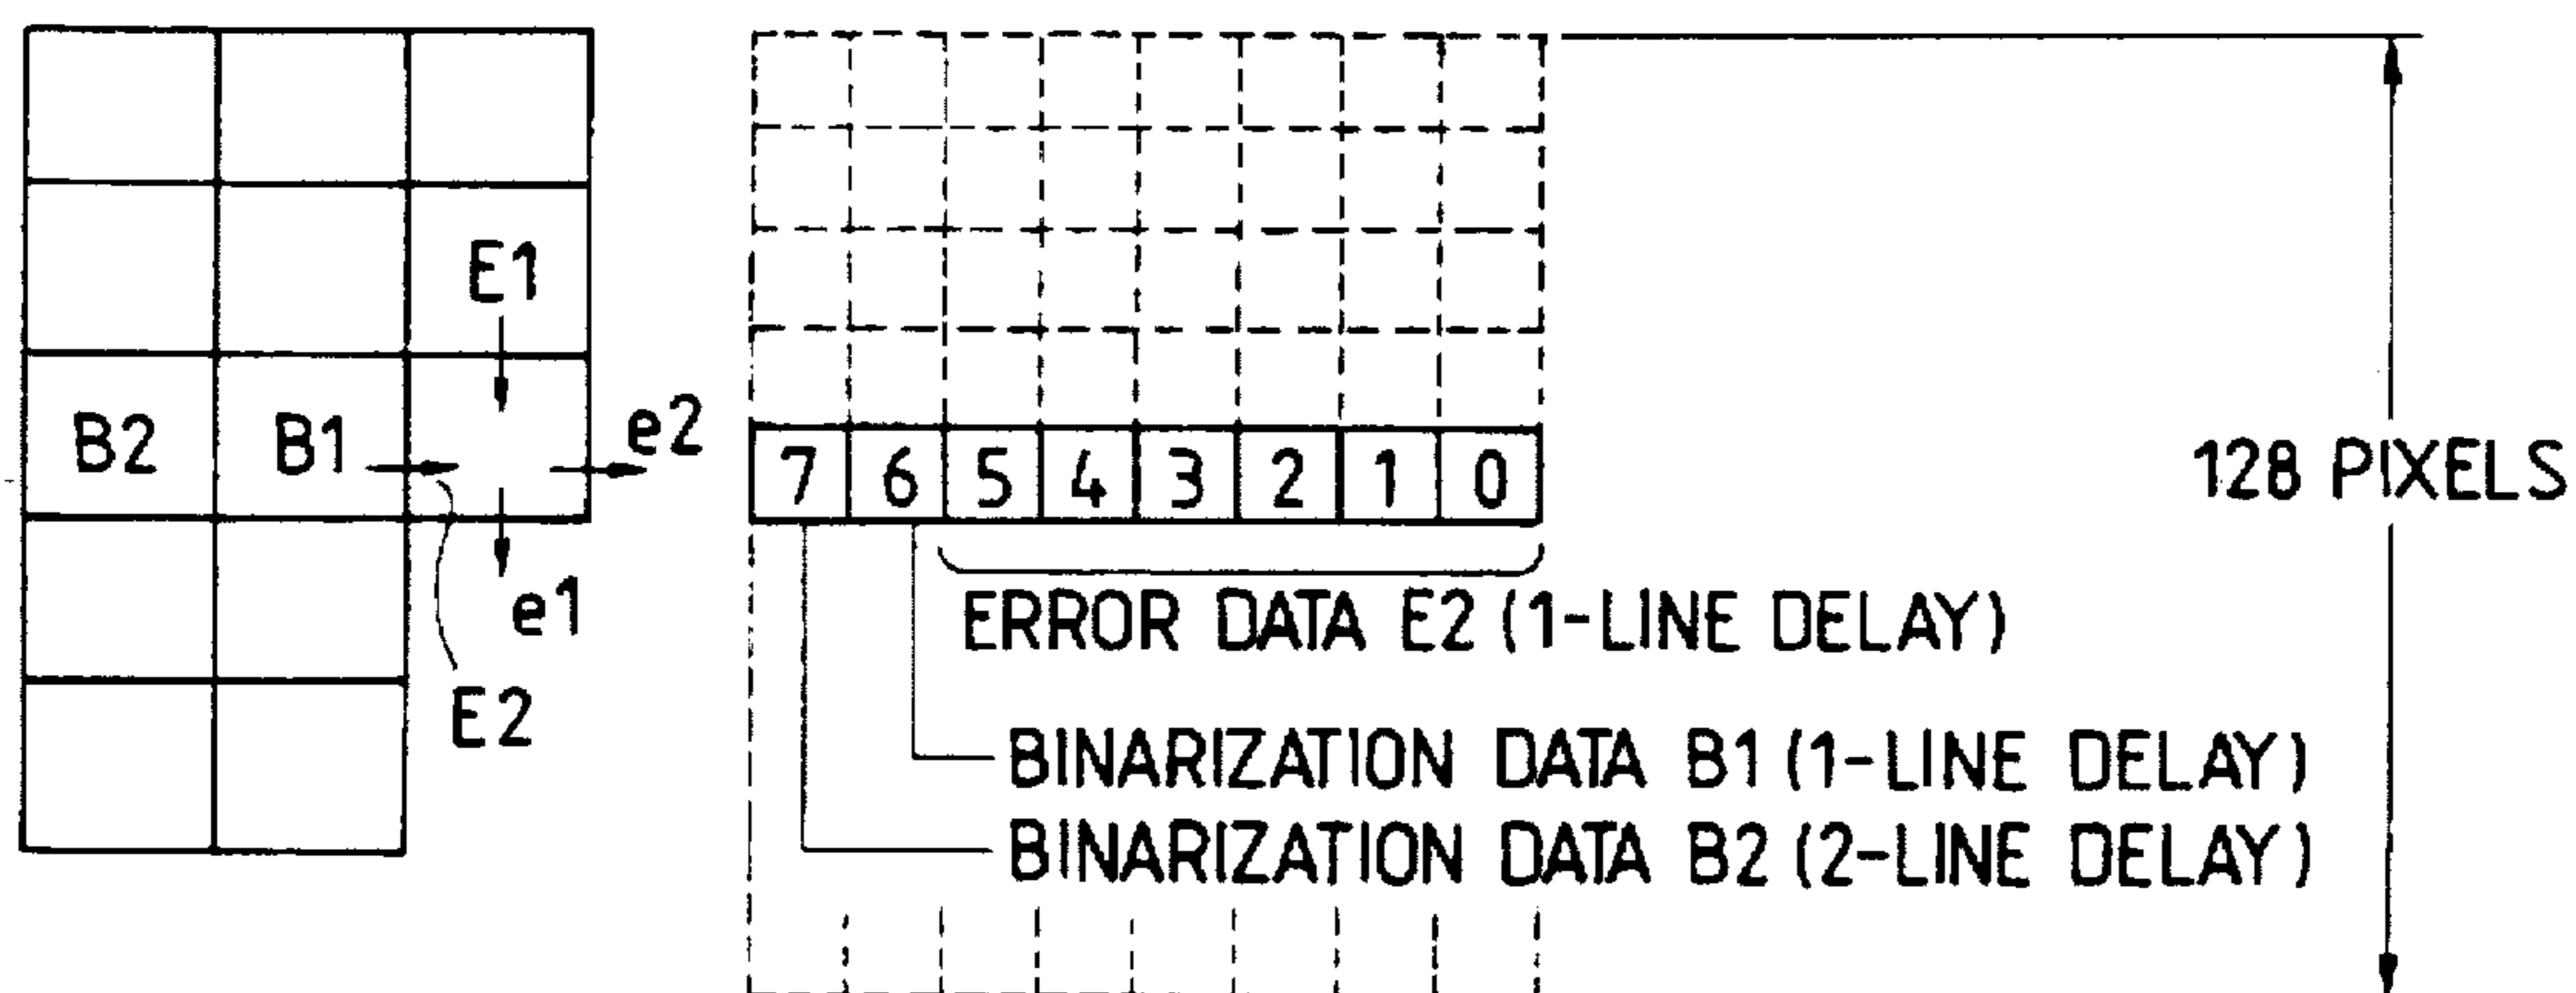 E1
B2 B1 e2
e1
E2
7 6 5 4 3 2 1 0
128 PIXELS
ERROR DATA E2 (1-LINE DELAY)
BINARIZATION DATA B1 (1-LINE DELAY)
BINARIZATION DATA B2 (2-LINE DELAY)